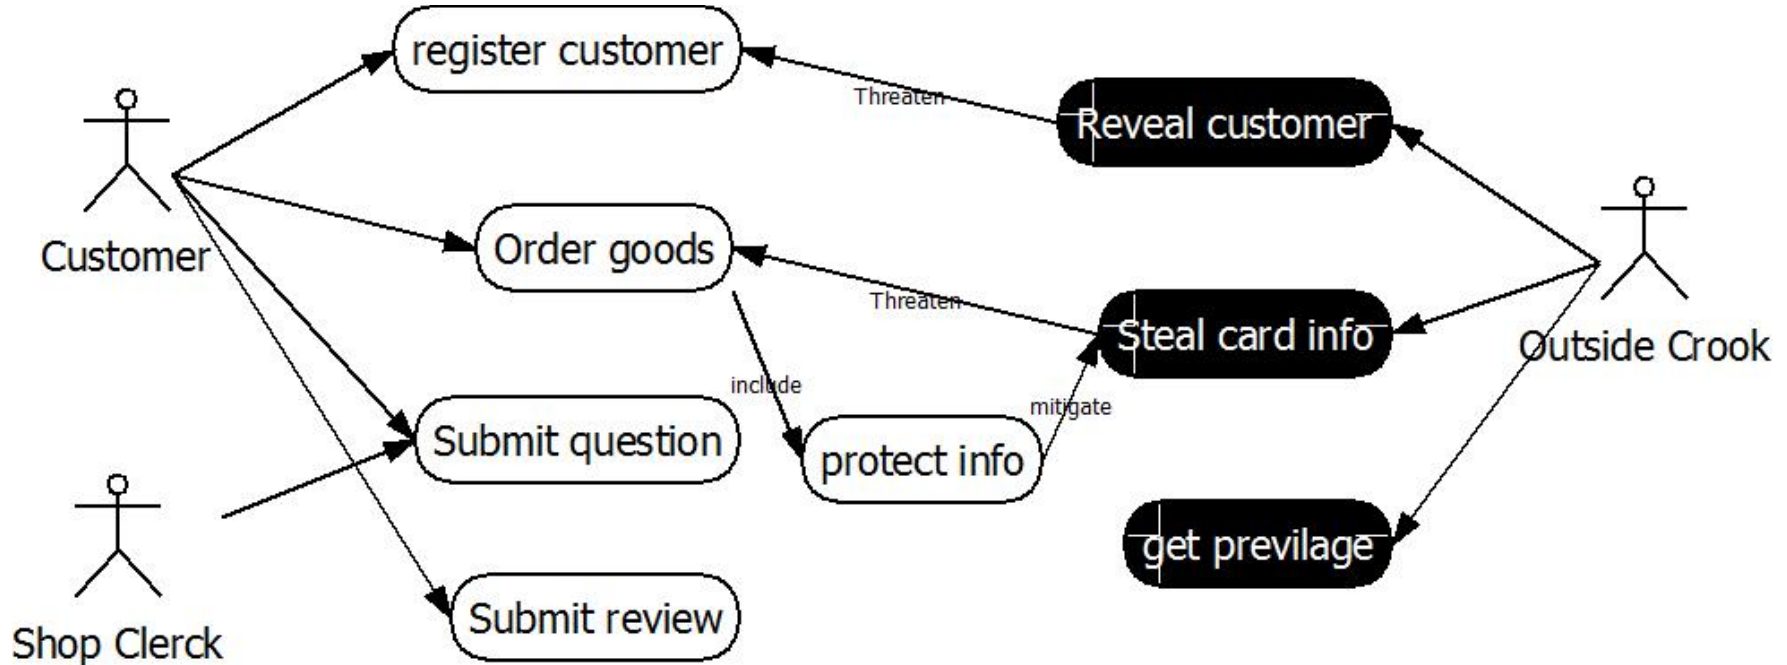 register customer
Threaten
Reveal customer
Customer
Order goods
Threaten
Steal card info
Outside Crook
include
mitigate
Submit question
protect info
get previlage
Shop Clerck
Submit review